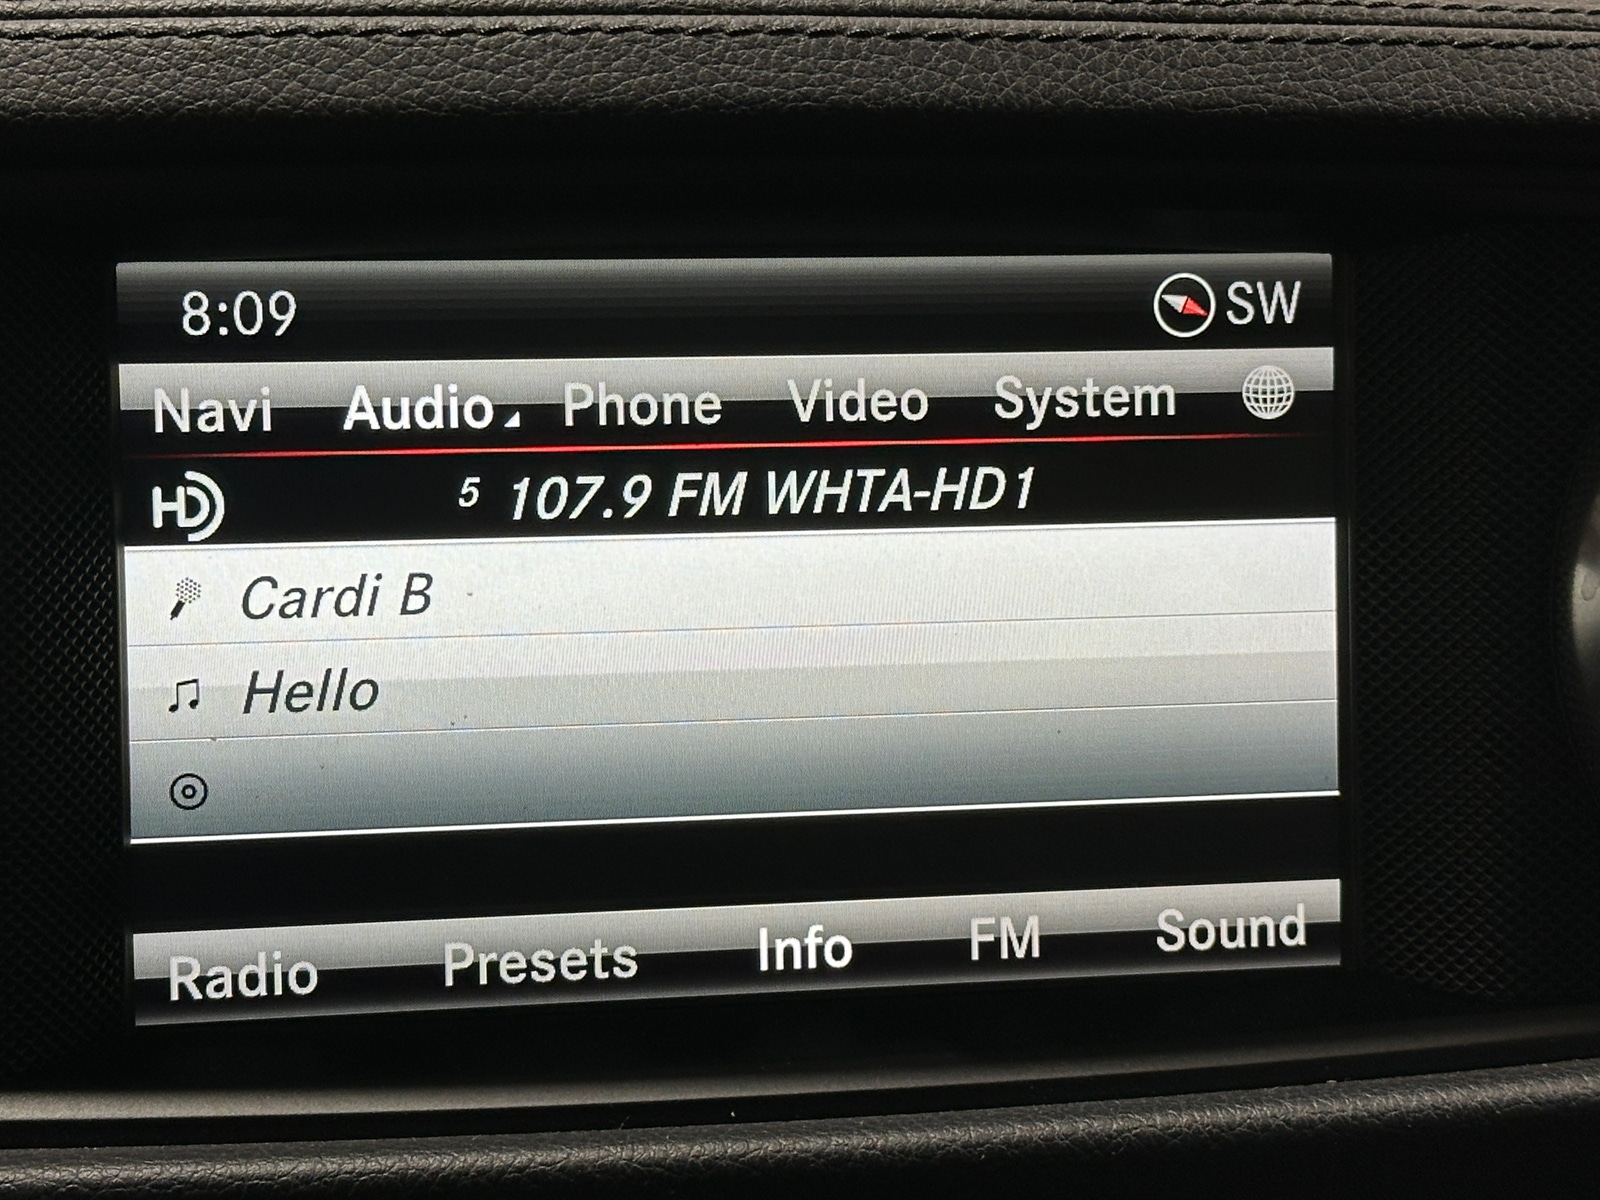 8:09 SW
Navi Audio Phone Video System
HD 5 107.9 FM WHTA-HD1
Cardi B
Hello
Radio Presets Info FM Sound